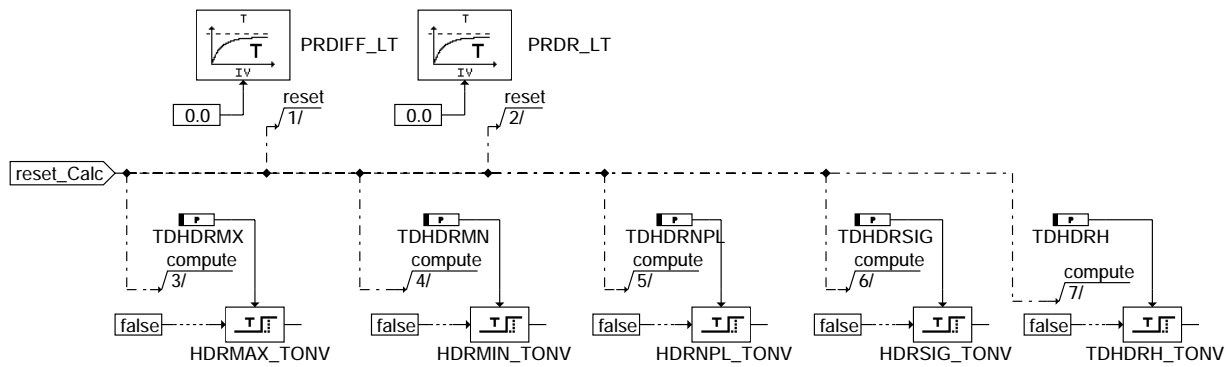 T
T
IV
PRDIFF_LT
T
T
IV
PRDR_LT
0.0
reset
1/
0.0
reset
2/
reset_Calc
P
P
P
P
P
TDHDRMX
TDHDRMN
TDHDRNPL
TDHDRSIG
TDHDRH
compute
3/
compute
4/
compute
5/
compute
6/
compute
7/
false
T
false
T
false
T
false
T
false
T
HDRMAX_TONV
HDRMIN_TONV
HDRNPL_TONV
HDRSIG_TONV
TDHDRH_TONV